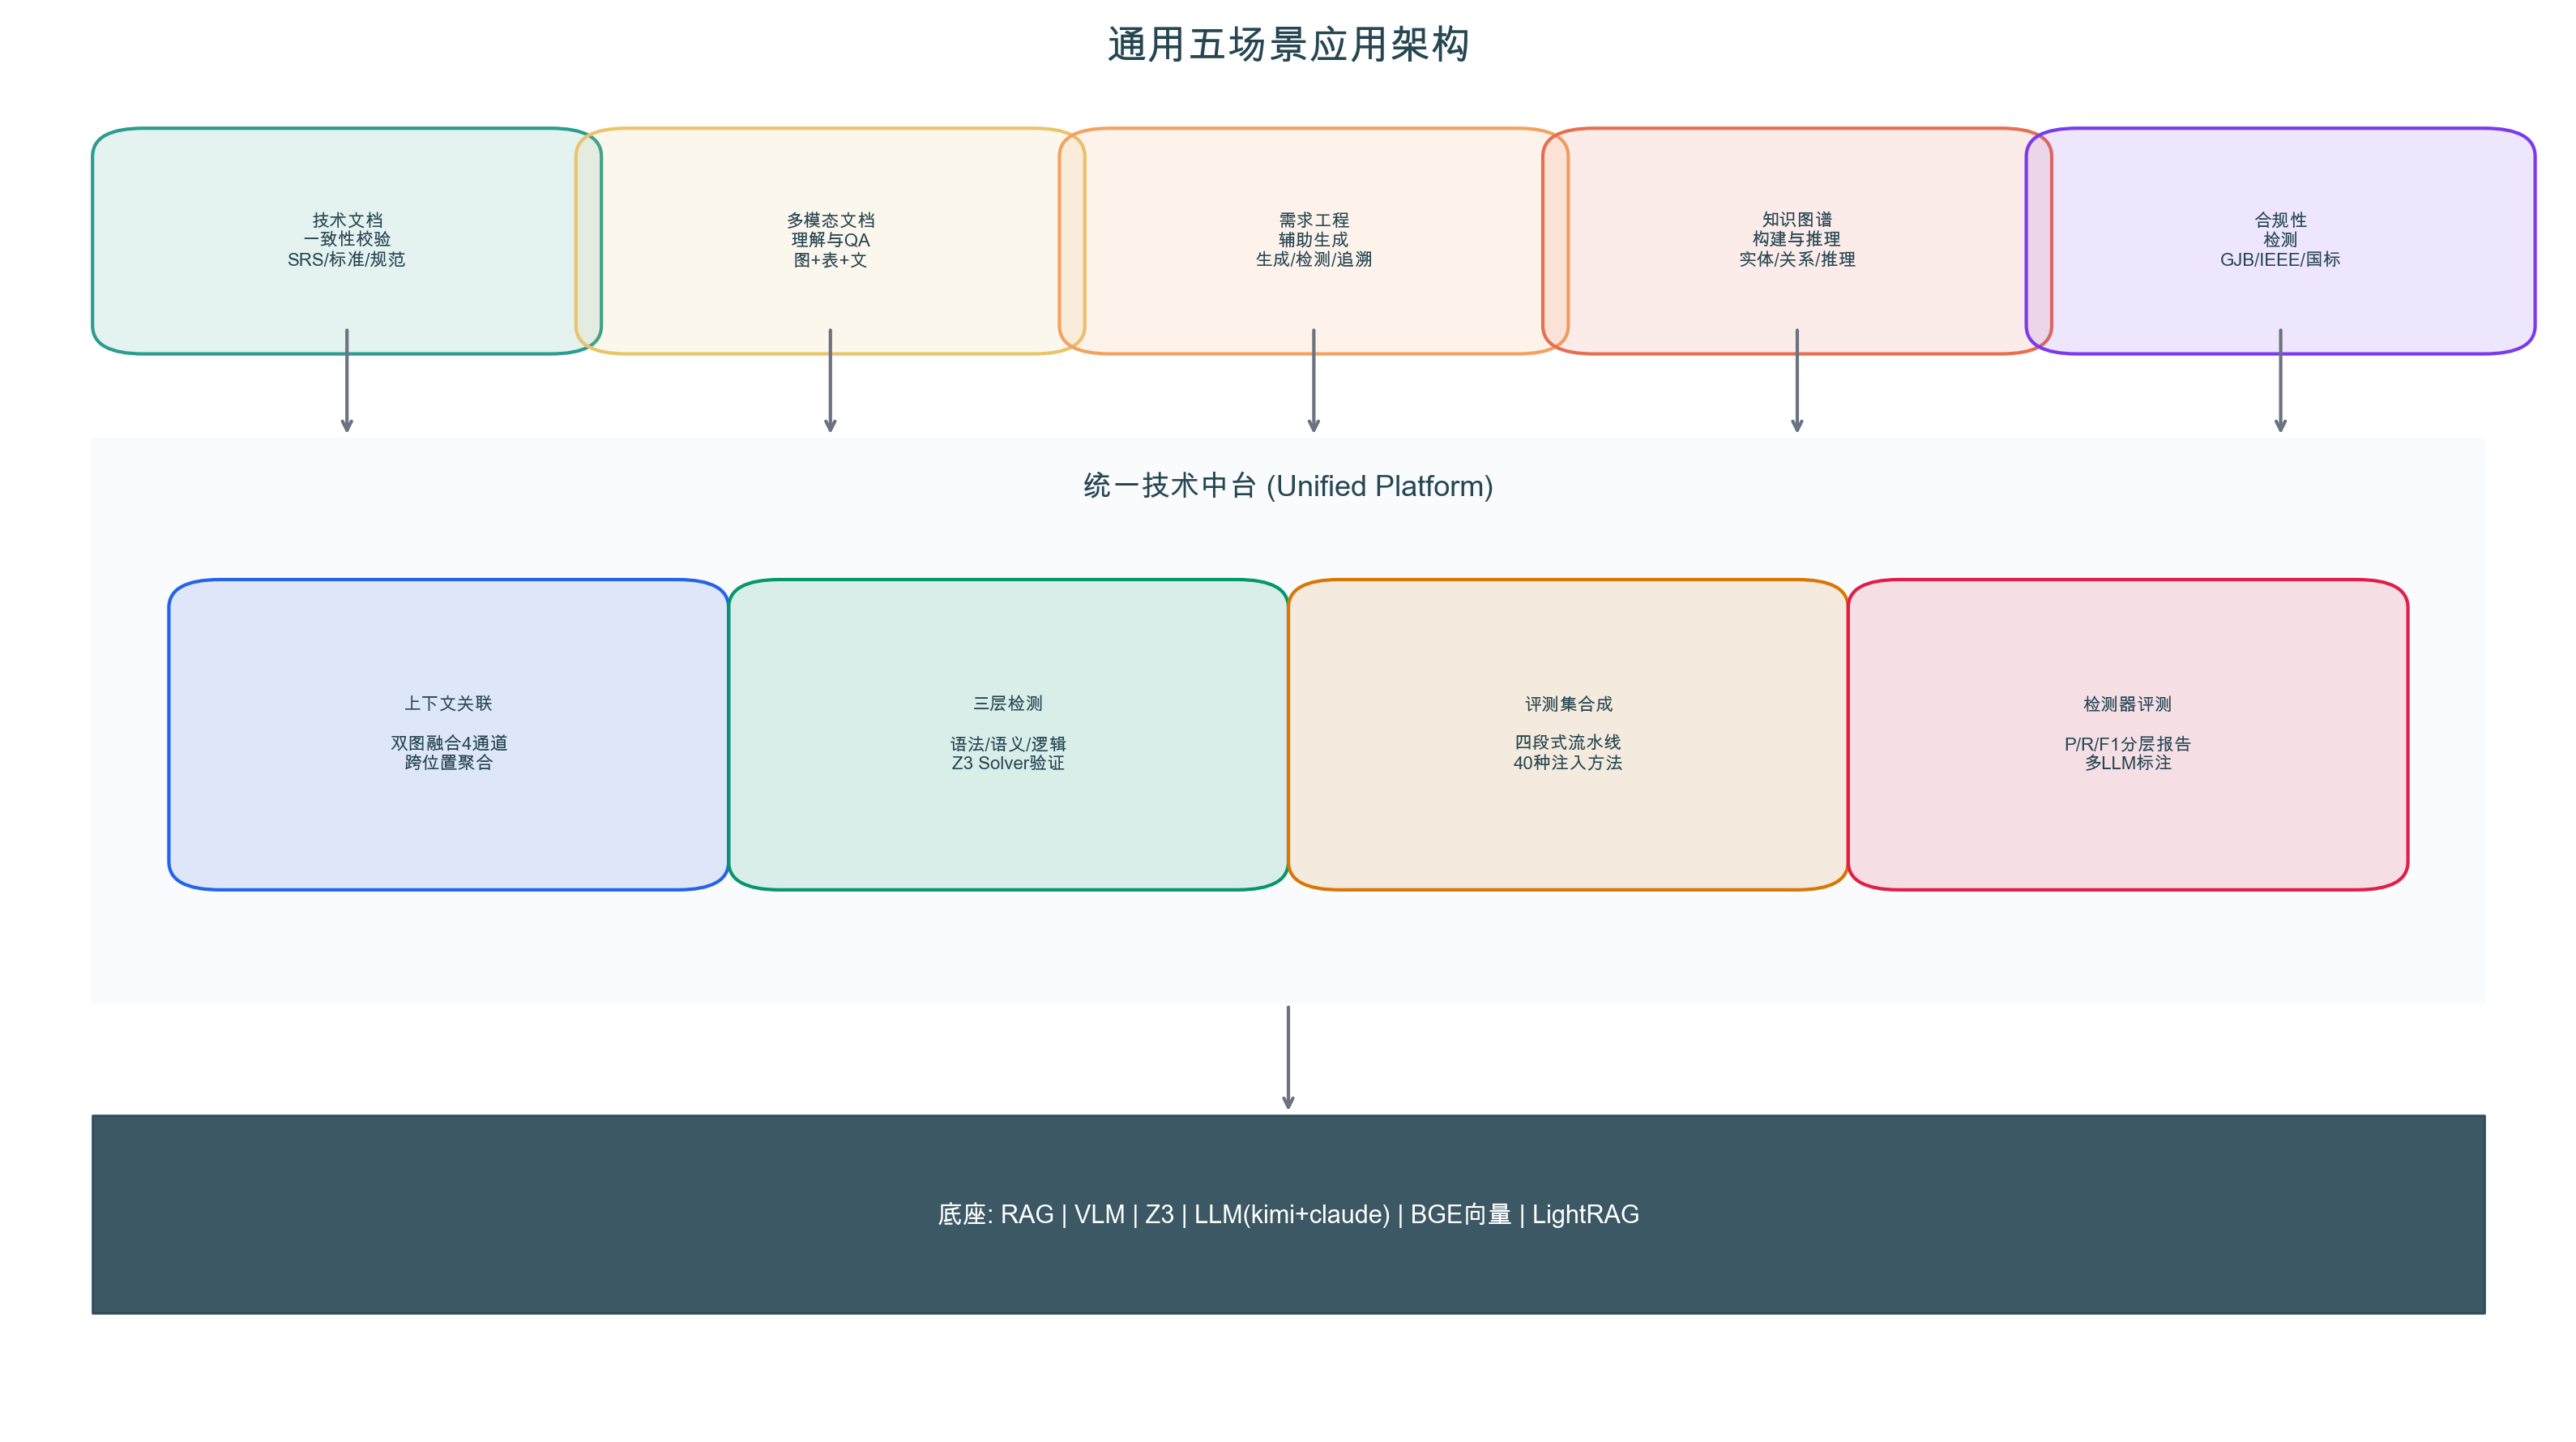 通用五场景应用架构
技术文档
一致性校验
SRS/标准/规范
多模态文档
理解与QA
图+表+文
需求工程
辅助生成
生成/检测/追溯
知识图谱
构建与推理
实体/关系/推理
合规性
检测
GJB/IEEE/国标
统一技术中台 (Unified Platform)
上下文关联
双图融合4通道
跨位置聚合
三层检测
语法/语义/逻辑
Z3 Solver验证
评测集合成
四段式流水线
40种注入方法
检测器评测
P/R/F1分层报告
多LLM标注
底座: RAG | VLM | Z3 | LLM(kimi+claude) | BGE向量 | LightRAG